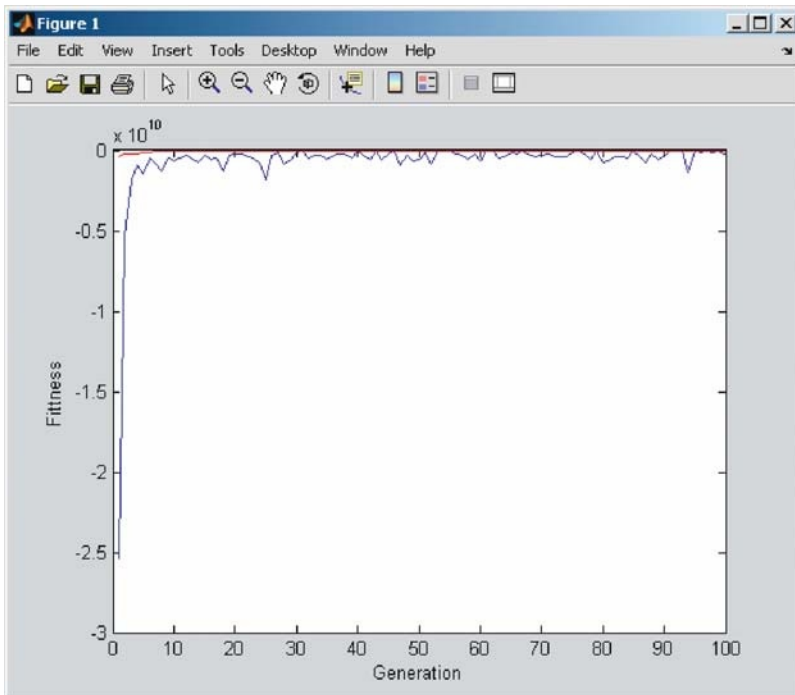 Figure 1
File Edit View Insert Tools Desktop Window Help
x 10^10
0
-0.5
-1
-1.5
-2
-2.5
-3
Fittness
0 10 20 30 40 50 60 70 80 90 100
Generation